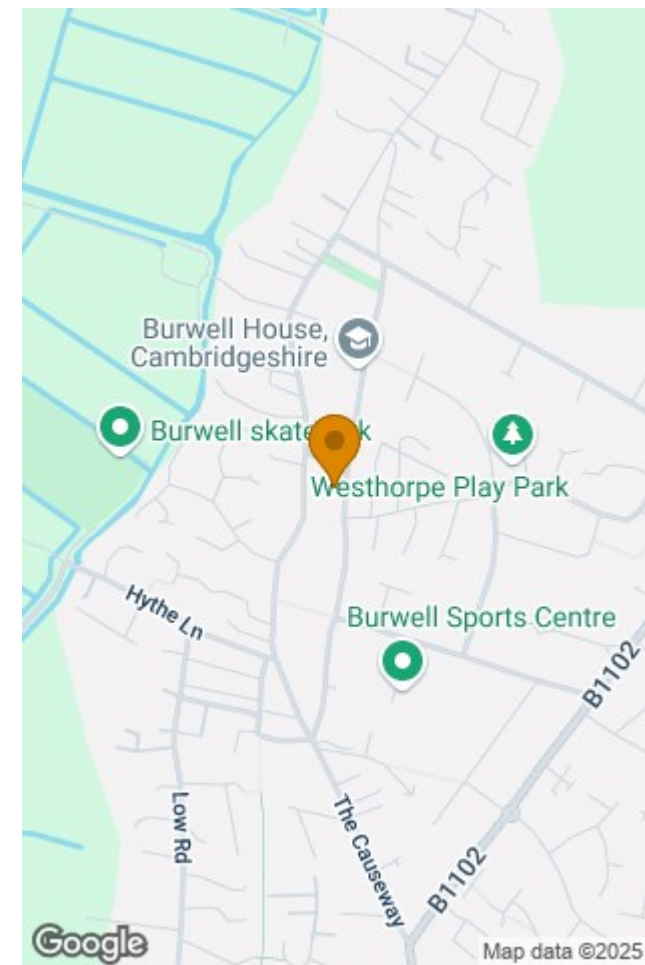 Burwell House,
Cambridgeshire
Burwell skate
Westhorpe Play Park
Hythe Ln
Burwell Sports Centre
B1102
Low Rd
The Causeway
B1102
Google
Map data ©2025